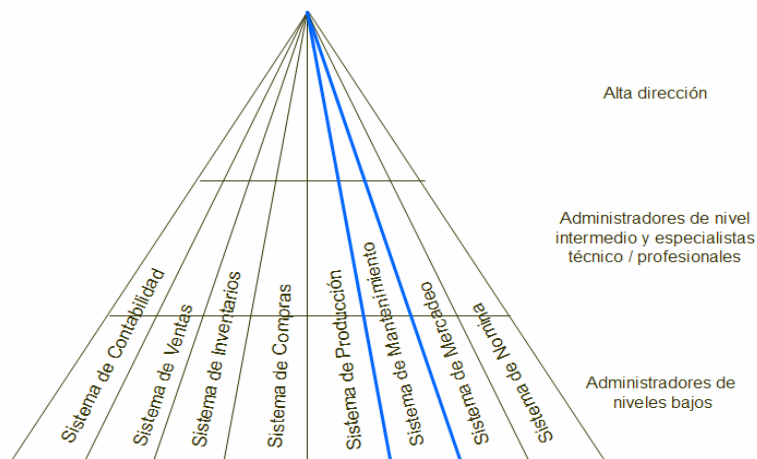 Alta dirección
Administradores de nivel
intermedio y especialistas
técnico / profesionales
Administradores de
niveles bajos
Sistema de Contabilidad
Sistema de Ventas
Sistema de Inventarios
Sistema de Compras
Sistema de Producción
Sistema de Mantenimiento
Sistema de Mercadeo
Sistema de Nomina